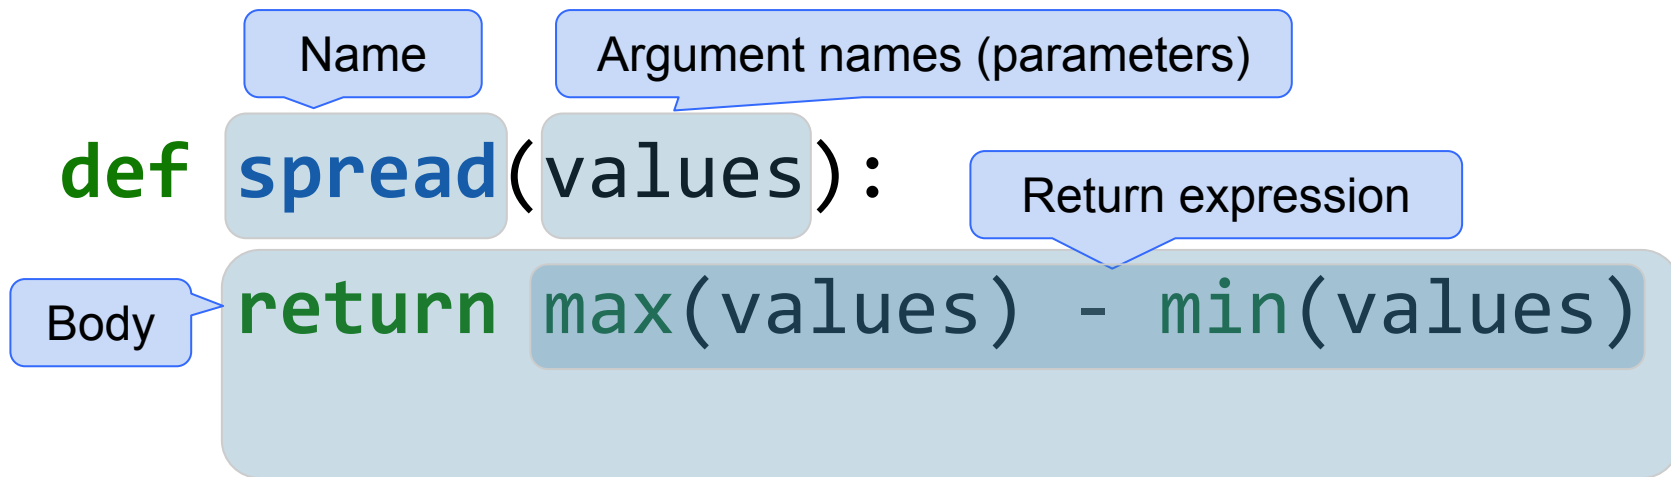 Name
Argument names (parameters)
def spread(values):
Return expression
Body
return max(values) - min(values)